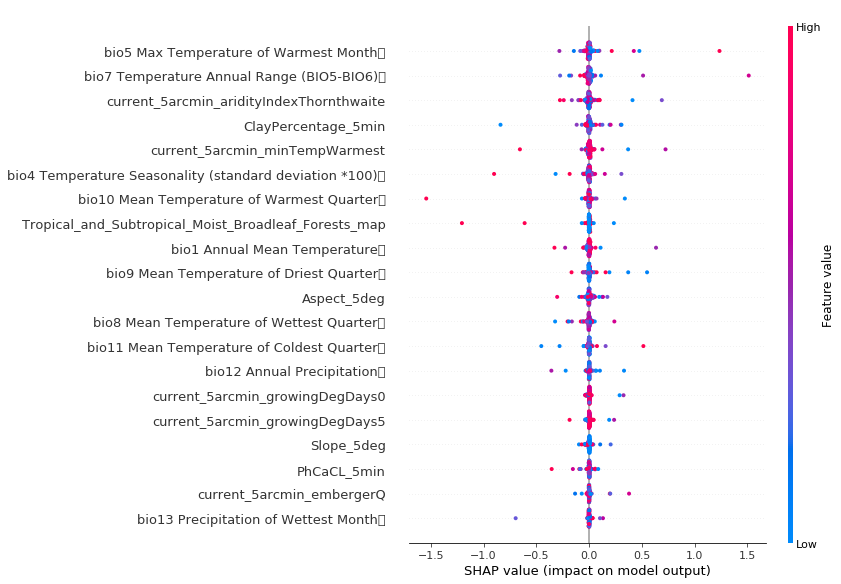 High
bio5 Max Temperature of Warmest Month▯
bio7 Temperature Annual Range (BIO5-BIO6)▯
current_5arcmin_aridityIndexThornthwaite
ClayPercentage_5min
current_5arcmin_minTempWarmest
bio4 Temperature Seasonality (standard deviation *100)▯
bio10 Mean Temperature of Warmest Quarter▯
Tropical_and_Subtropical_Moist_Broadleaf_Forests_map
bio1 Annual Mean Temperature▯
bio9 Mean Temperature of Driest Quarter▯
Aspect_5deg
bio8 Mean Temperature of Wettest Quarter▯
bio11 Mean Temperature of Coldest Quarter▯
bio12 Annual Precipitation▯
current_5arcmin_growingDegDays0
current_5arcmin_growingDegDays5
Slope_5deg
PhCaCL_5min
current_5arcmin_embergerQ
bio13 Precipitation of Wettest Month▯
Feature value
Low
−1.5 −1.0 −0.5 0.0 0.5 1.0 1.5
SHAP value (impact on model output)